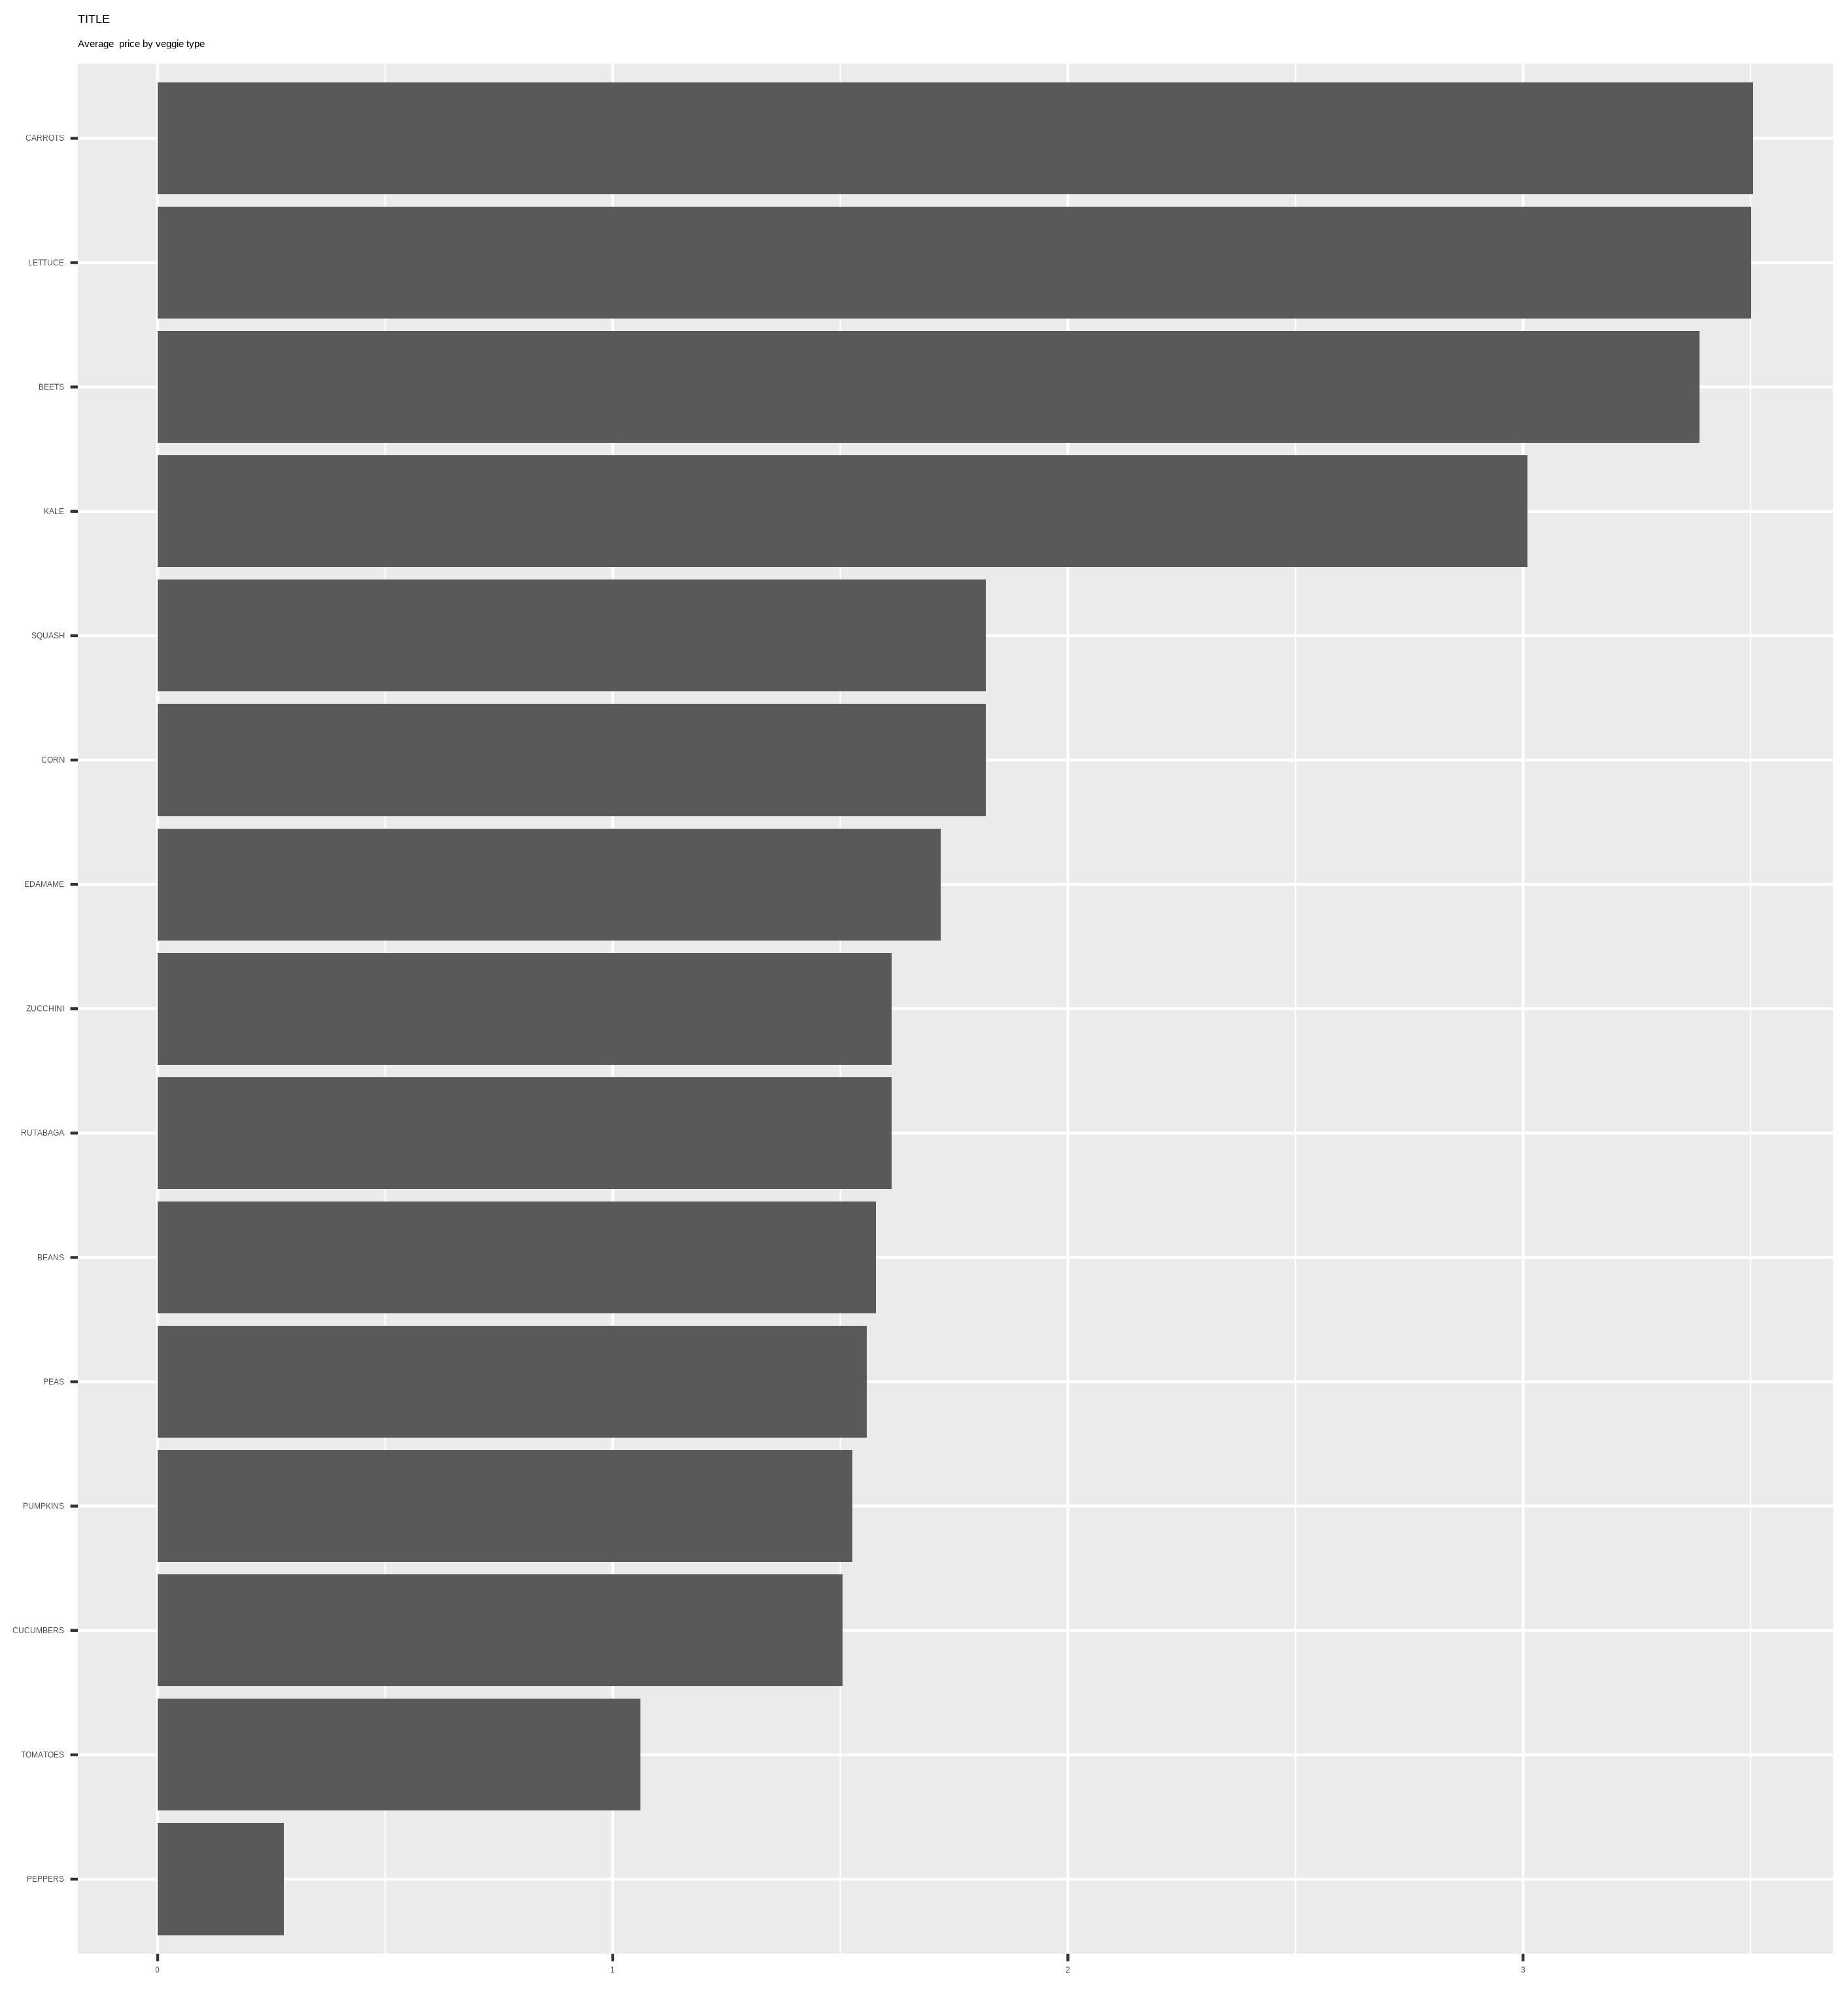 TITLE
Average  price by veggie type
CARROTS
LETTUCE
BEETS
KALE
SQUASH
CORN
EDAMAME
ZUCCHINI
RUTABAGA
BEANS
PEAS
PUMPKINS
CUCUMBERS
TOMATOES
PEPPERS
0 1 2 3